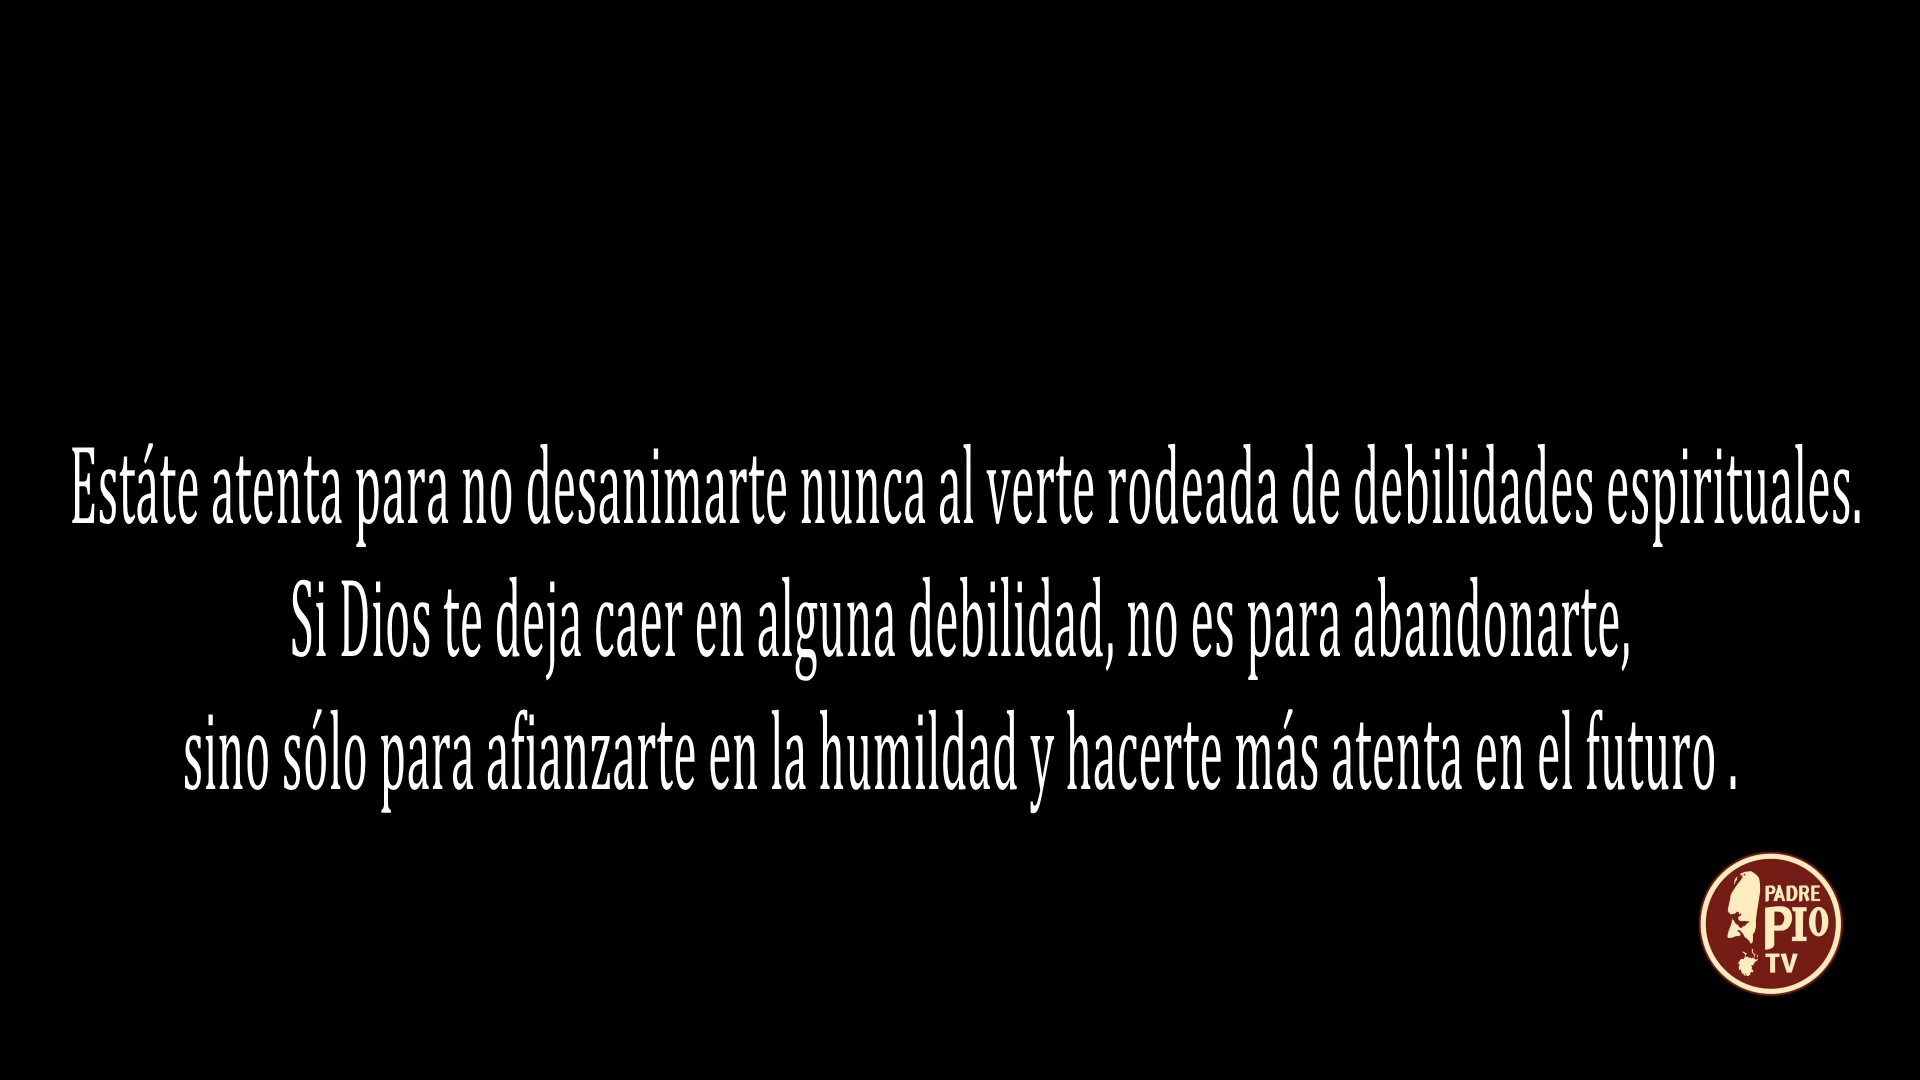 Estáte atenta para no desanimarte nunca al verte rodeada de debilidades espirituales.
Si Dios te deja caer en alguna debilidad, no es para abandonarte,
sino sólo para afianzarte en la humildad y hacerte más atenta en el futuro .
PADRE
PIO
TV